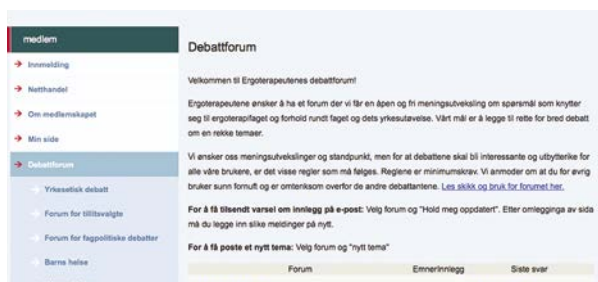 medlem
Innmelding
Netthandel
Om medlemskapet
Min side
Debattforum
Yrkesetisk debatt
Forum for tillitsvalgte
Forum for fagpolitiske debatter
Barns helse
Debattforum
Velkommen til Ergoterapeutenes debattforum!
Ergoterapeutene ønsker å ha et forum der vi får en åpen og fri meningsutveksling om spørsmål som knytter
seg til ergoterapifaget og forhold rundt faget og dets yrkesutøvelse. Vårt mål er å legge til rette for bred debatt
om en rekke temaer.
Vi ønsker oss meningsutvekslinger og standpunkt, men for at debattene skal bli interessante og utbytterike for
alle våre brukere, er det visse regler som må følges. Reglene er minimumskrav. Vi anmoder om at du for øvrig
bruker sunn fornuft og er omtenksom overfor de andre debattantene. Les skikk og bruk for forumet her.
For å få tilsendt varsel om innlegg på e-post: Velg forum og "Hold meg oppdatert". Etter omlegginga av sida
må du legge inn slike meldinger på nytt.
For å få poste et nytt tema: Velg forum og "nytt tema"
Forum Emner Innlegg Siste svar